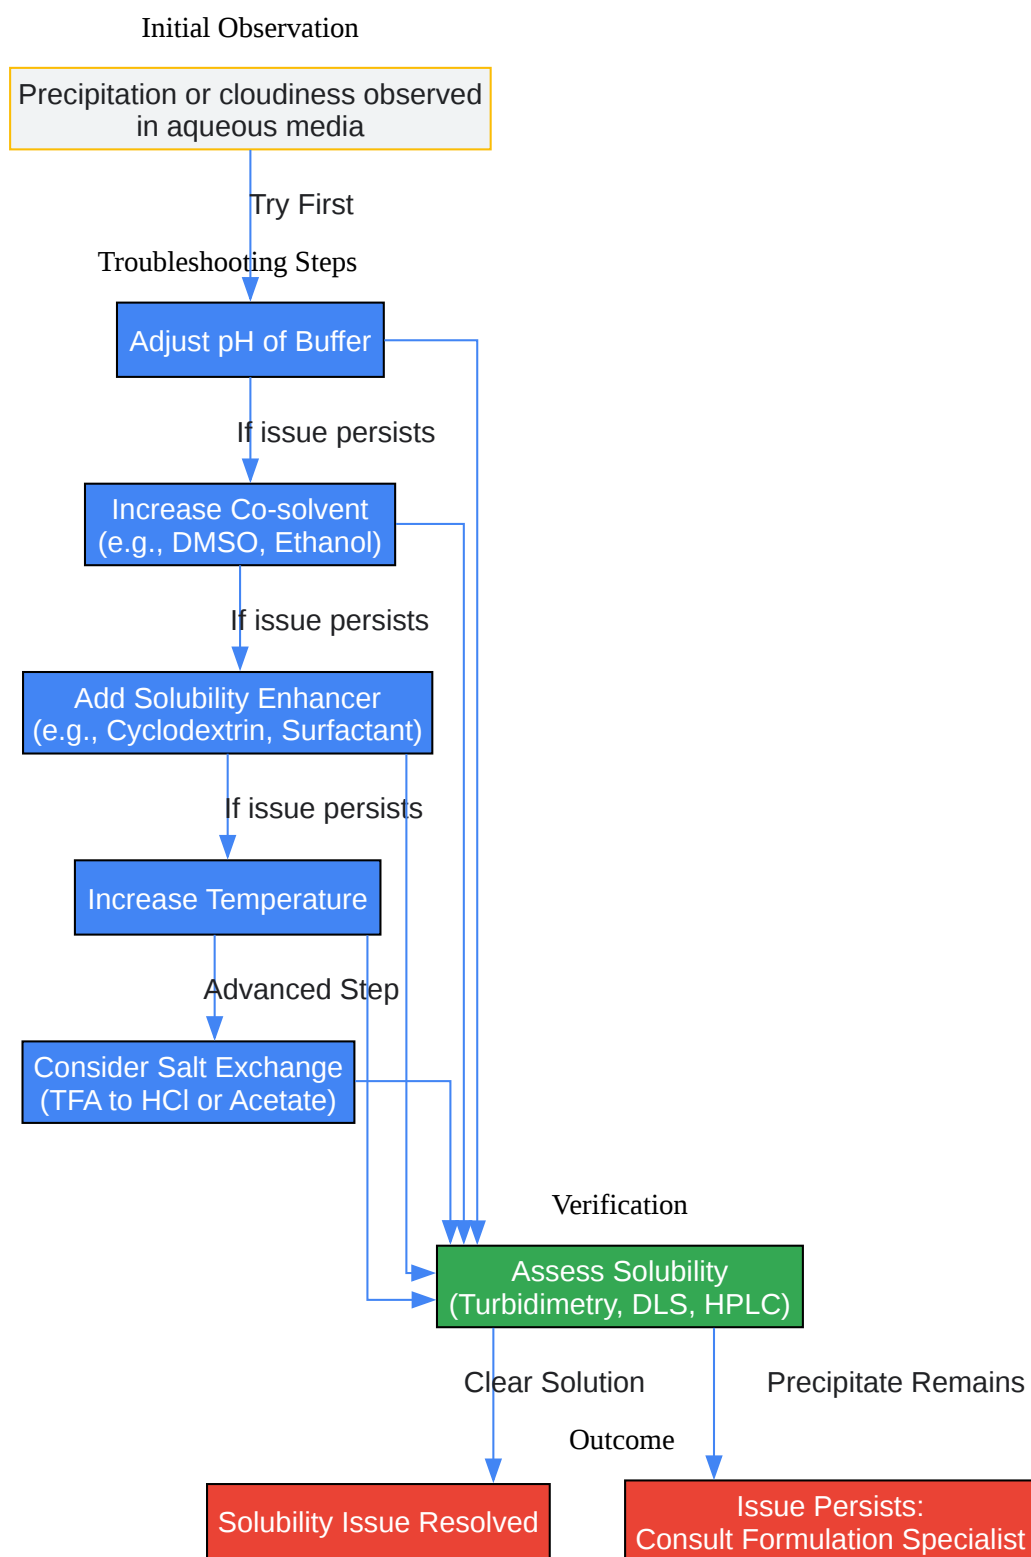 Initial Observation
Precipitation or cloudiness observed
in aqueous media
Try First
Troubleshooting Steps
Adjust pH of Buffer
If issue persists
Increase Co-solvent
(e.g., DMSO, Ethanol)
If issue persists
Add Solubility Enhancer
(e.g., Cyclodextrin, Surfactant)
If issue persists
Increase Temperature
Advanced Step
Consider Salt Exchange
(TFA to HCl or Acetate)
Verification
Assess Solubility
(Turbidimetry, DLS, HPLC)
Clear Solution
Precipitate Remains
Outcome
Solubility Issue Resolved
Issue Persists:
Consult Formulation Specialist